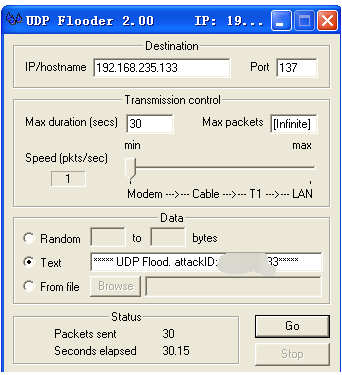 UDP Flooder 2.00 IP: 19...
Destination
IP/hostname 192.168.235.133 Port 137
Transmission control
Max duration (secs) 30 Max packets [Infinite]
min max
Speed (pkts/sec)
1
Modem --->--- Cable --->--- T1 --->--- LAN
Data
Random to bytes
Text ***** UDP Flood. attackID: 33*****
From file Browse
Status
Packets sent 30
Seconds elapsed 30.15
Go
Stop